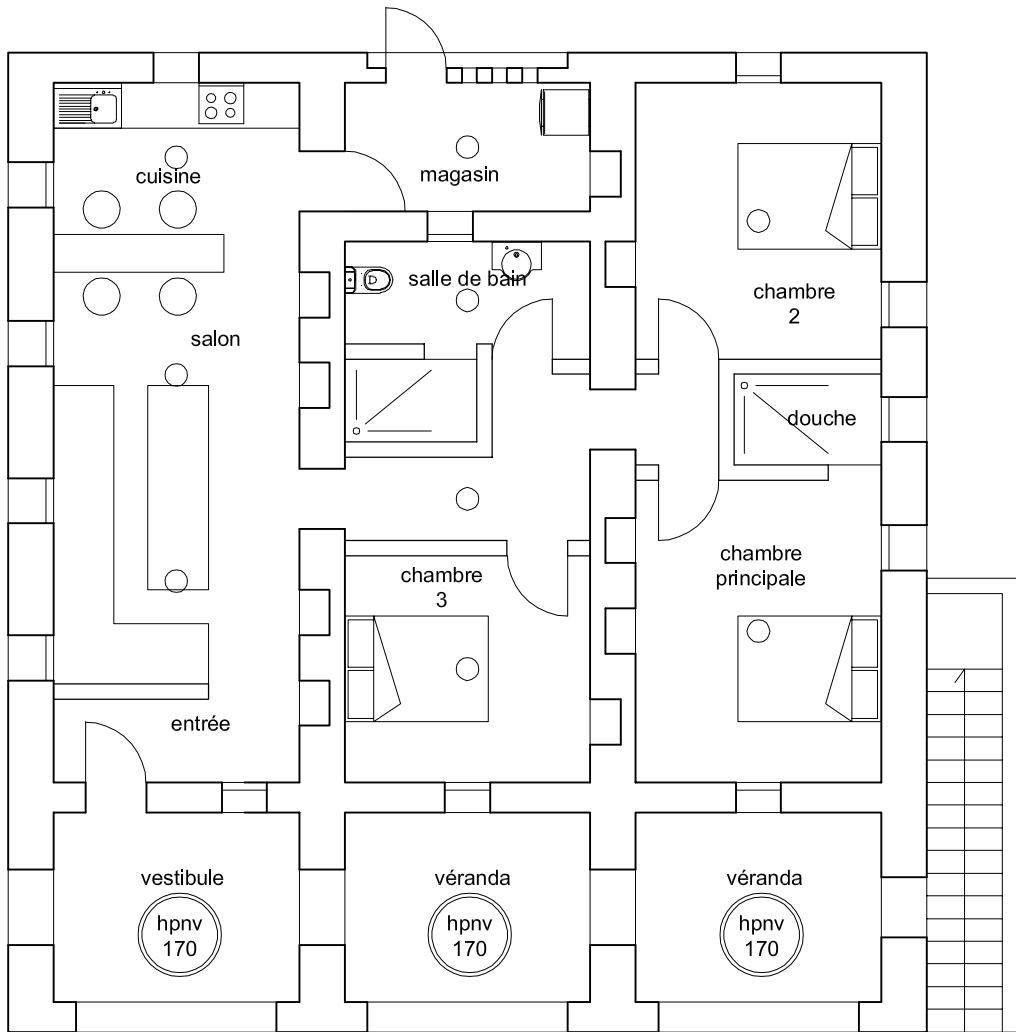 cuisine
magasin
salle de bain
chambre
2
salon
douche
chambre
3
chambre
principale
entrée
vestibule
hpnv
170
véranda
hpnv
170
véranda
hpnv
170